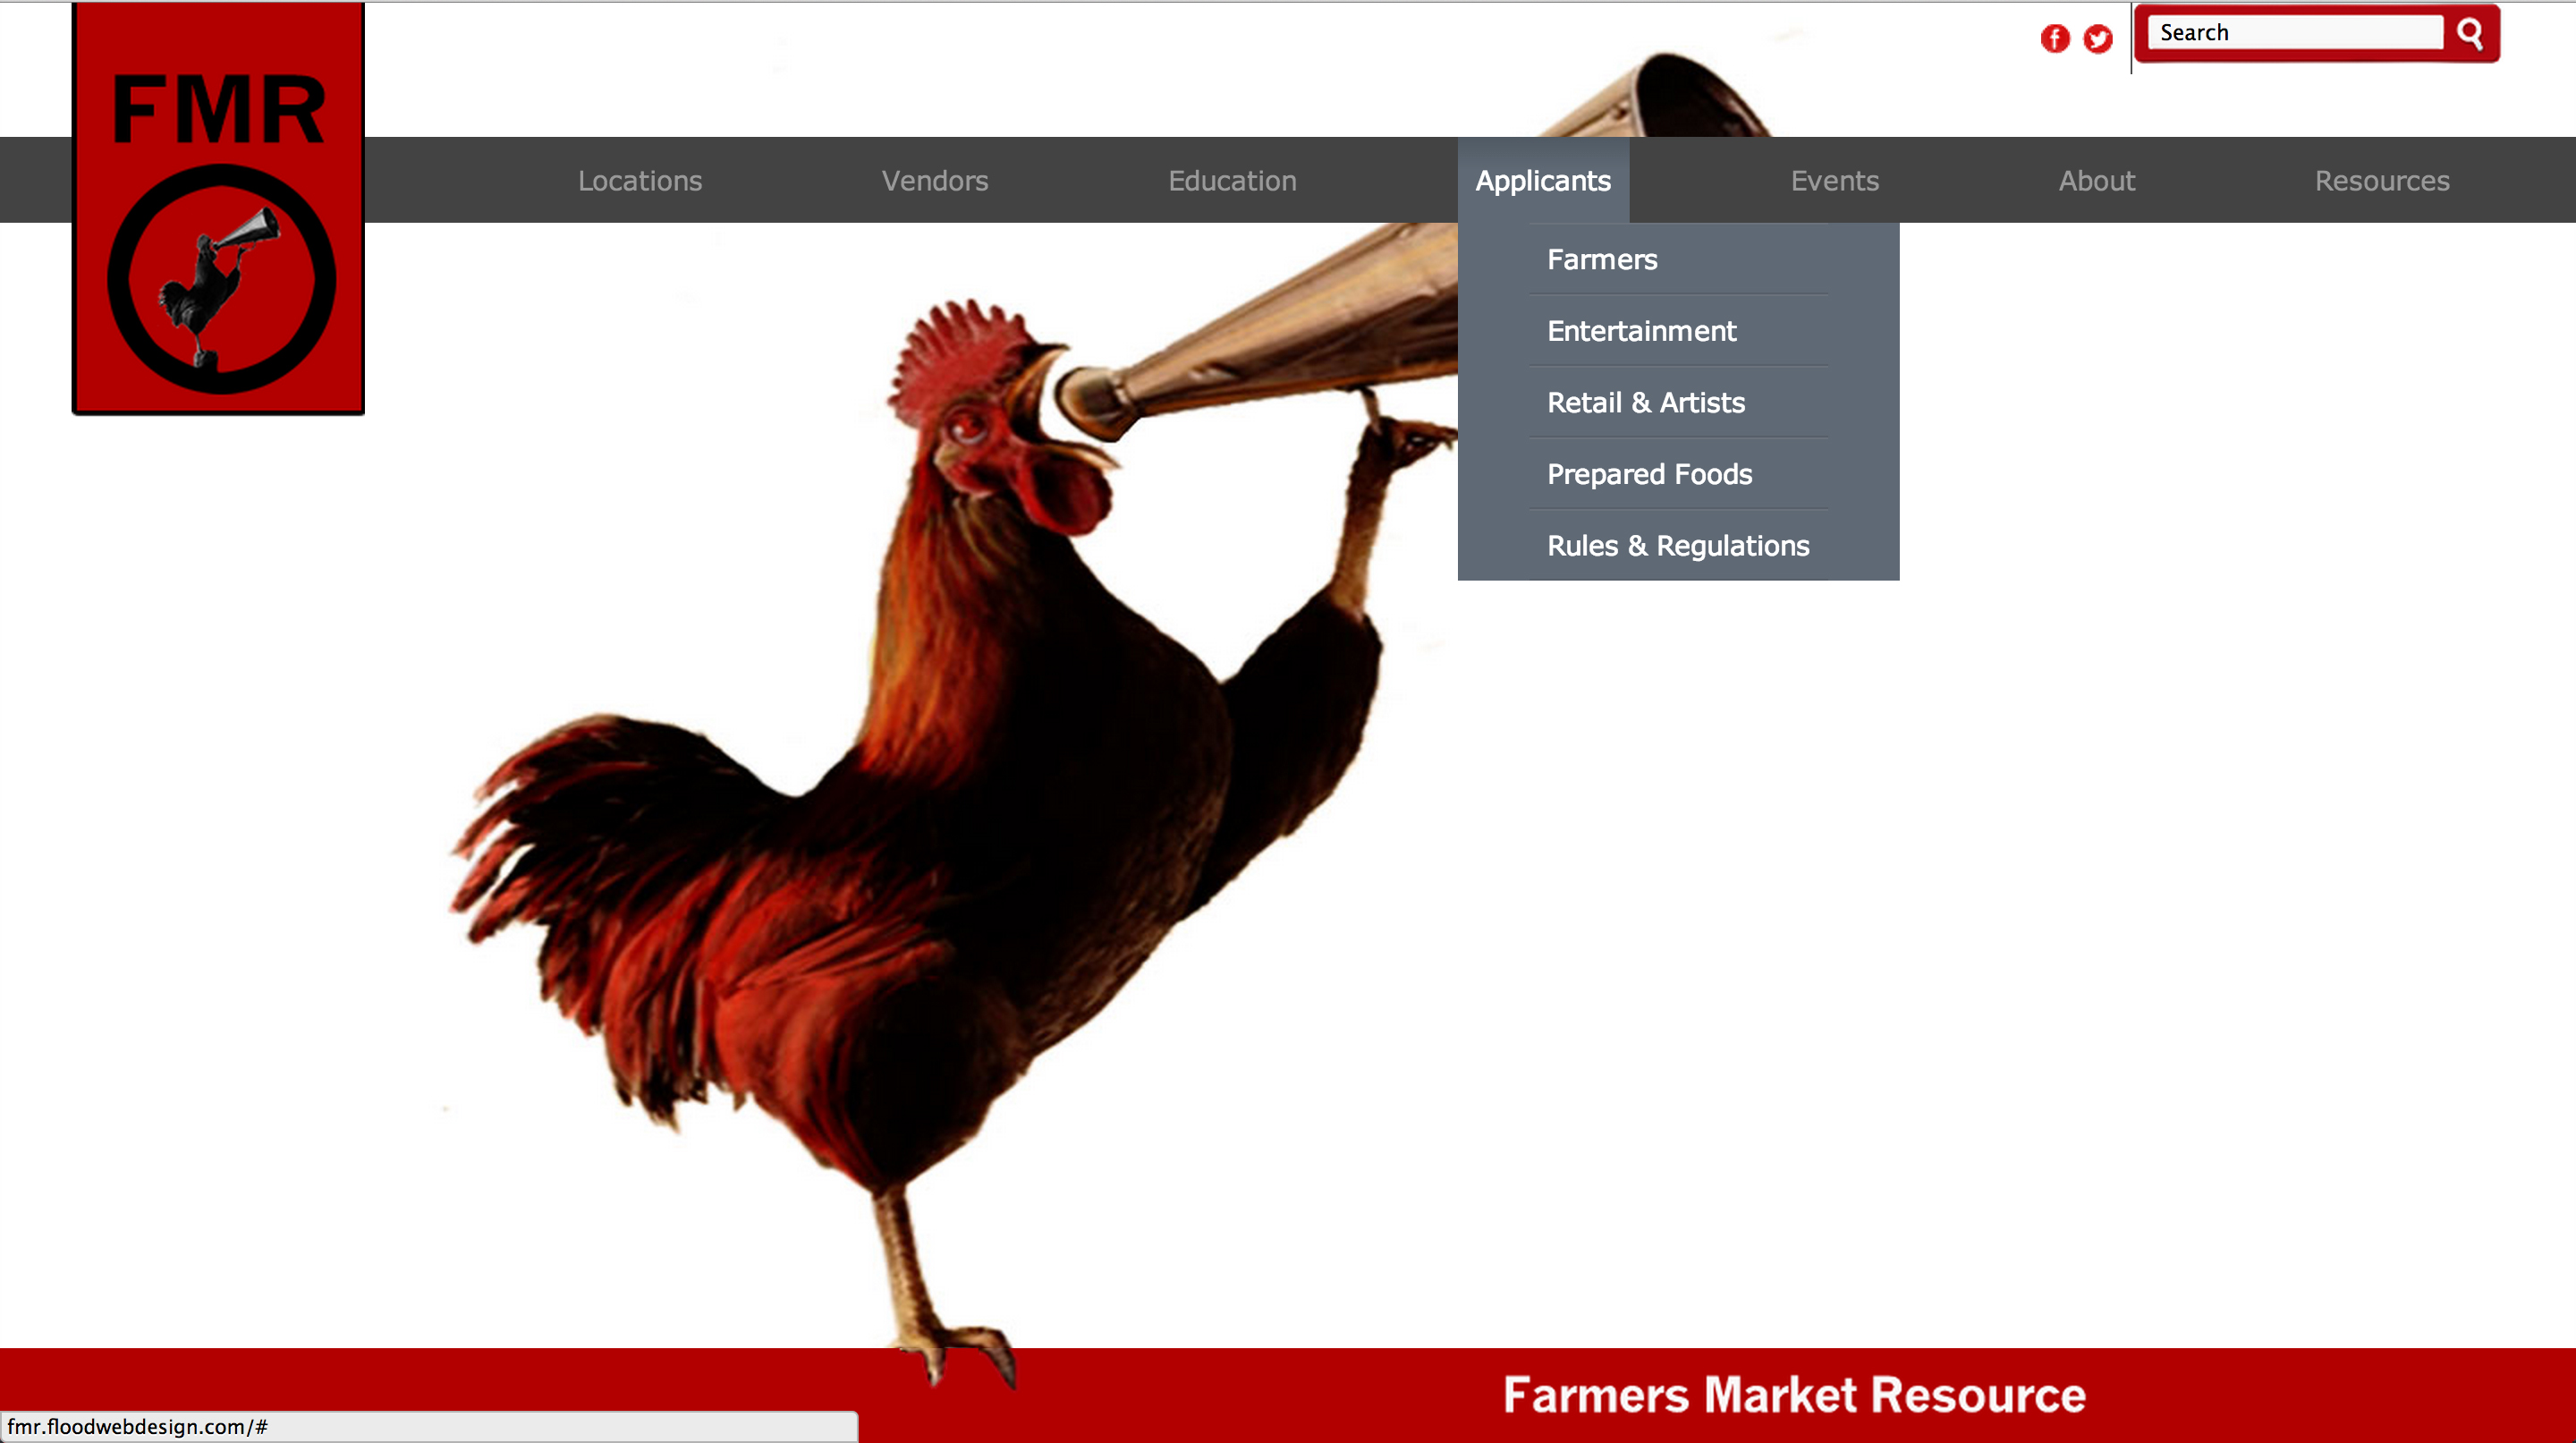 Search
FMR
Locations
Vendors
Education
Applicants
Events
About
Resources
Farmers
Entertainment
Retail & Artists
Prepared Foods
Rules & Regulations
Farmers Market Resource
fmr.floodwebdesign.com/#